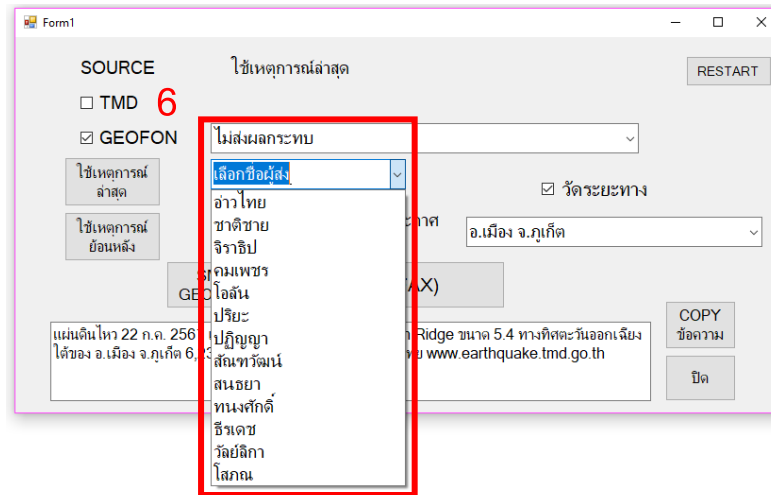 Form1
SOURCE
ใช้เหตุการณ์ล่าสุด
RESTART
TMD
6
GEOFON
ไม่ส่งผลกระทบ
ใช้เหตุการณ์
ล่าสุด
เลือกชื่อผู้ส่ง
วัดระยะทาง
ใช้เหตุการณ์
ย้อนหลัง
อ.เมือง จ.ภูเก็ต
อ่าวไทย
ชาติชาย
จิราธิป
คมเพชร
โอลัน
ปริยะ
ปฏิญญา
สัณฑวัฒน์
สนธยา
ทนงศักดิ์
ธีรเดช
วัลย์ลิกา
โสภณ
AX)
COPY
ข้อความ
แผ่นดินไหว 22 ก.ค. 256 Ridge ขนาด 5.4 ทางทิศตะวันออกเฉียง
ใต้ของ อ.เมือง จ.ภูเก็ต 6,23 www.earthquake.tmd.go.th
ปิด